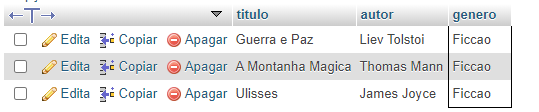 titulo autor genero
Edita Copiar Apagar Guerra e Paz Liev Tolstoi Ficcao
Edita Copiar Apagar A Montanha Magica Thomas Mann Ficcao
Edita Copiar Apagar Ulisses James Joyce Ficcao